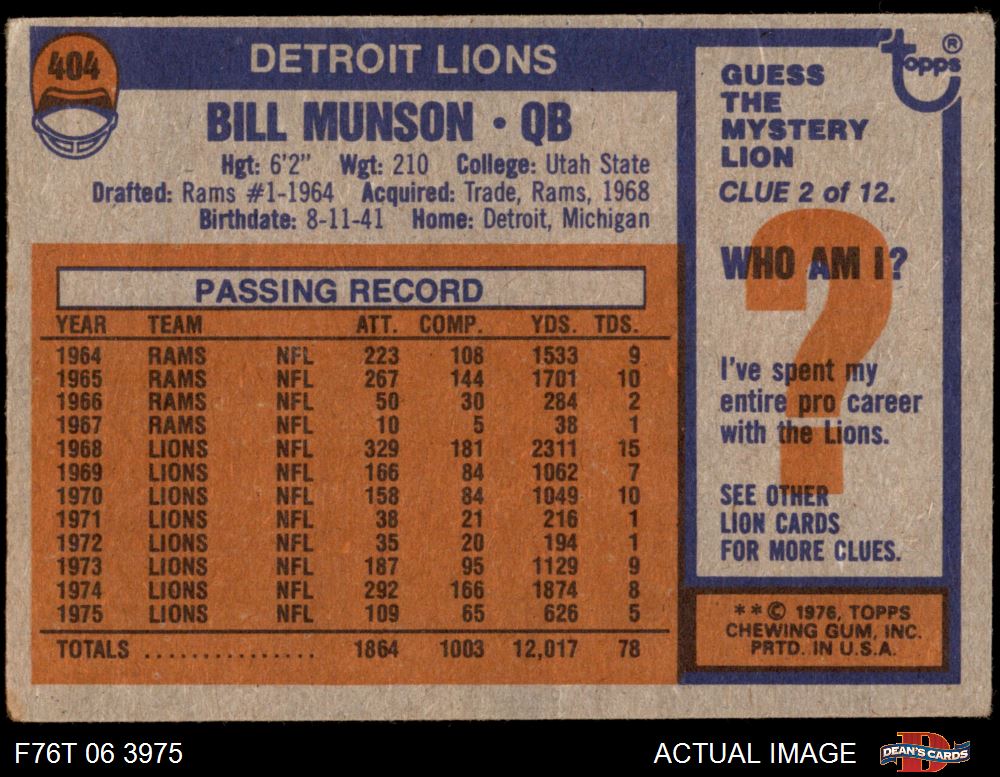 404
DETROIT LIONS
BILL MUNSON • QB
Hgt: 6'2" Wgt: 210 College: Utah State
Drafted: Rams #1-1964 Acquired: Trade, Rams, 1968
Birthdate: 8-11-41 Home: Detroit, Michigan
PASSING RECORD
YEAR TEAM ATT. COMP. YDS. TDS.
1964 RAMS NFL 223 108 1533 9
1965 RAMS NFL 267 144 1701 10
1966 RAMS NFL 50 30 284 2
1967 RAMS NFL 10 5 38 1
1968 LIONS NFL 329 181 2311 15
1969 LIONS NFL 166 84 1062 7
1970 LIONS NFL 158 84 1049 10
1971 LIONS NFL 38 21 216 1
1972 LIONS NFL 35 20 194 1
1973 LIONS NFL 187 95 1129 9
1974 LIONS NFL 292 166 1874 8
1975 LIONS NFL 109 65 626 5
TOTALS ............... 1864 1003 12,017 78
topps ®
GUESS
THE
MYSTERY
LION
CLUE 2 of 12.
?
WHO AM I?
I've spent my
entire pro career
with the Lions.
SEE OTHER
LION CARDS
FOR MORE CLUES.
**© 1976, TOPPS
CHEWING GUM, INC.
PRTD. IN U.S.A.
F76T 06 3975
ACTUAL IMAGE
D
DEAN'S CARDS